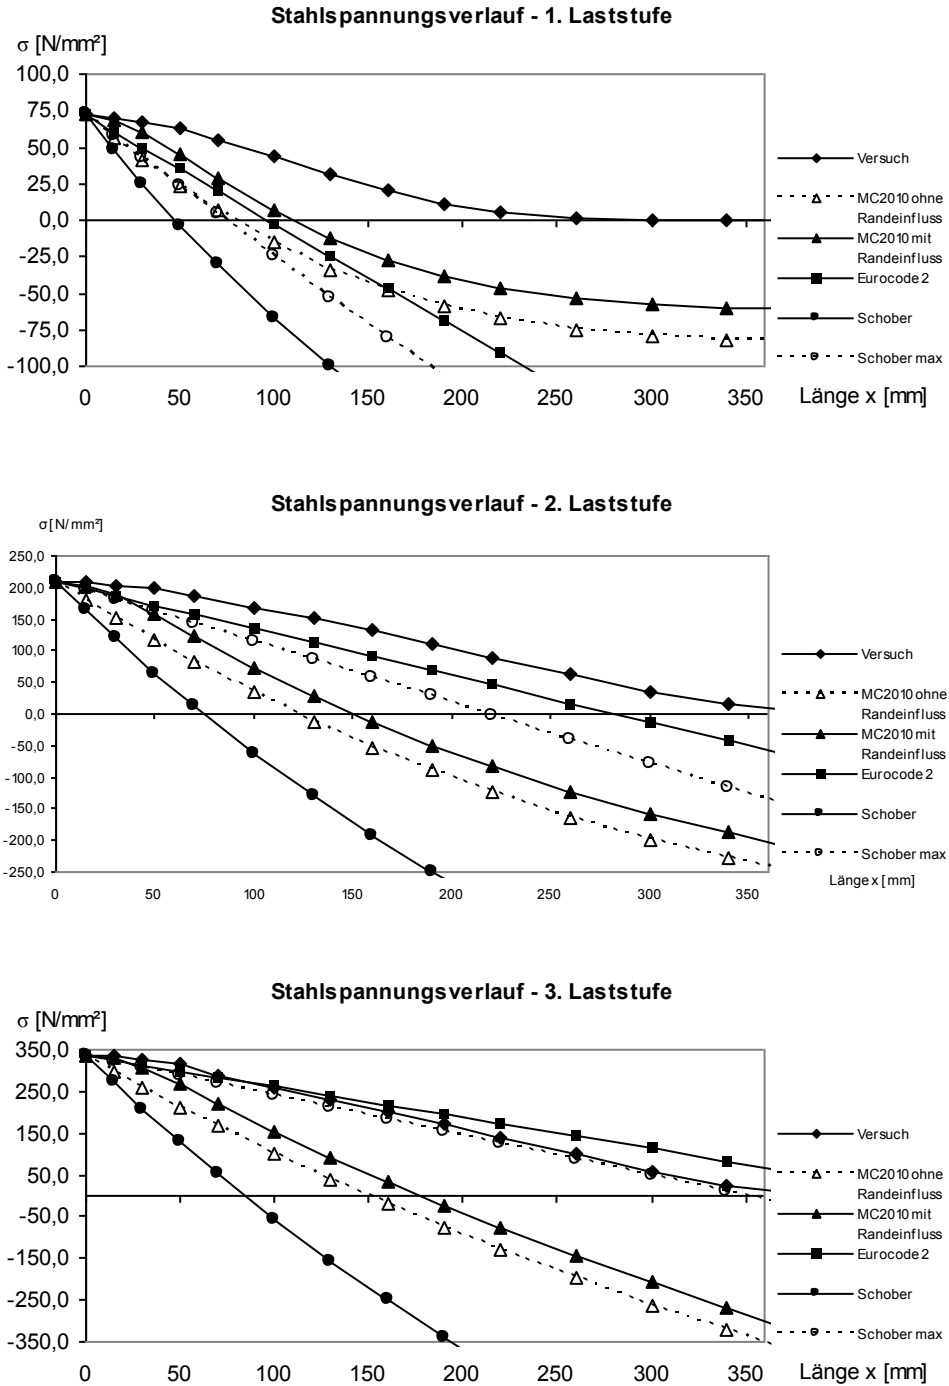 Stahlspannungsverlauf - 1. Laststufe
σ [N/mm²]
100,0
75,0
50,0
25,0
0,0
-25,0
-50,0
-75,0
-100,0
0 50 100 150 200 250 300 350
Länge x [mm]
Versuch
MC2010 ohne
Randeinfluss
MC2010 mit
Randeinfluss
Eurocode 2
Schober
Schober max
Stahlspannungsverlauf - 2. Laststufe
σ [N/mm²]
250,0
200,0
150,0
100,0
50,0
0,0
-50,0
-100,0
-150,0
-200,0
-250,0
0 50 100 150 200 250 300 350
Länge x [mm]
Versuch
MC2010 ohne
Randeinfluss
MC2010 mit
Randeinfluss
Eurocode 2
Schober
Schober max
Stahlspannungsverlauf - 3. Laststufe
σ [N/mm²]
350,0
250,0
150,0
50,0
-50,0
-150,0
-250,0
-350,0
0 50 100 150 200 250 300 350
Länge x [mm]
Versuch
MC2010 ohne
Randeinfluss
MC2010 mit
Randeinfluss
Eurocode 2
Schober
Schober max